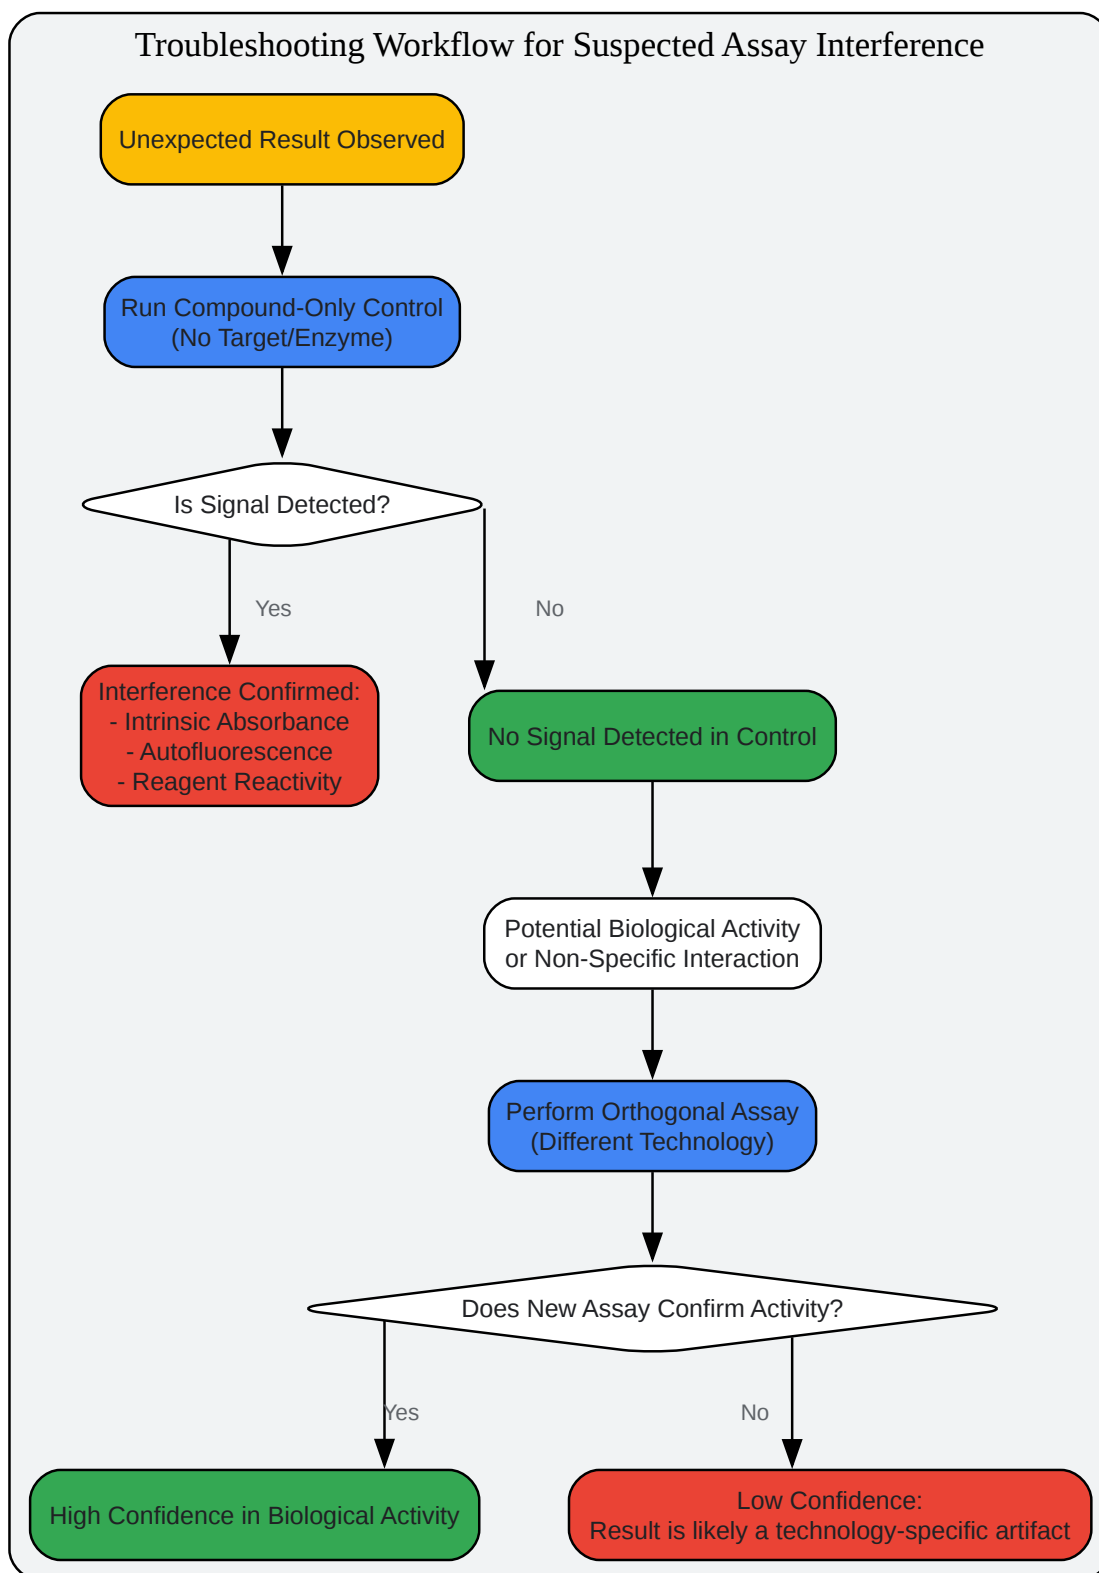 Troubleshooting Workflow for Suspected Assay Interference
Unexpected Result Observed
Run Compound-Only Control
(No Target/Enzyme)
Is Signal Detected?
Yes
No
Interference Confirmed:
- Intrinsic Absorbance
- Autofluorescence
- Reagent Reactivity
No Signal Detected in Control
Potential Biological Activity
or Non-Specific Interaction
Perform Orthogonal Assay
(Different Technology)
Does New Assay Confirm Activity?
Yes
No
High Confidence in Biological Activity
Low Confidence:
Result is likely a technology-specific artifact